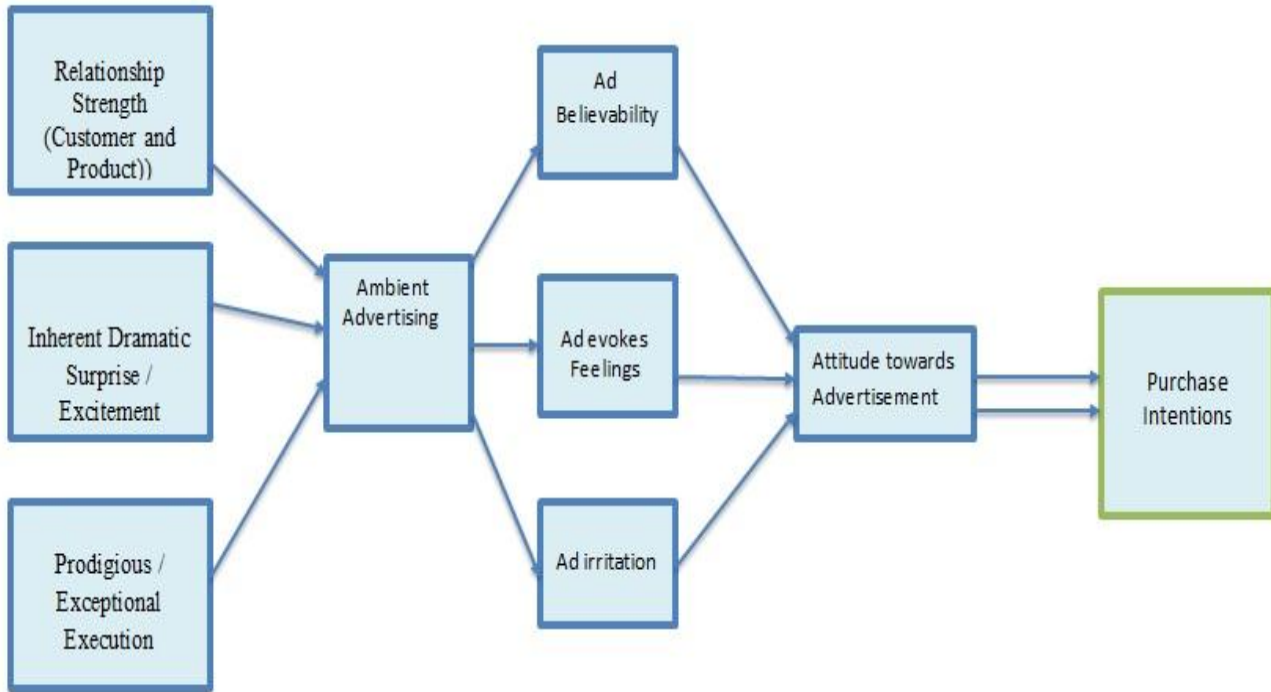 Relationship
Strength
(Customer and
Product))
Inherent Dramatic
Surprise /
Excitement
Prodigious /
Exceptional
Execution
Ambient
Advertising
Ad
Believability
Ad evokes
Feelings
Ad irritation
Attitude towards
Advertisement
Purchase
Intentions